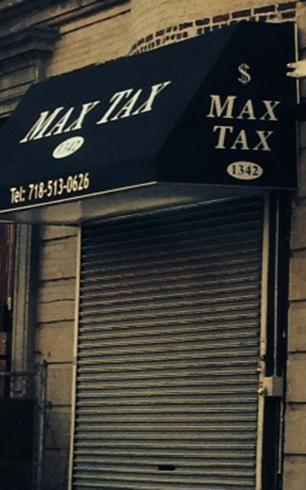 MAX TAX
1342
Tel: 718-513-0626
$
MAX
TAX
1342